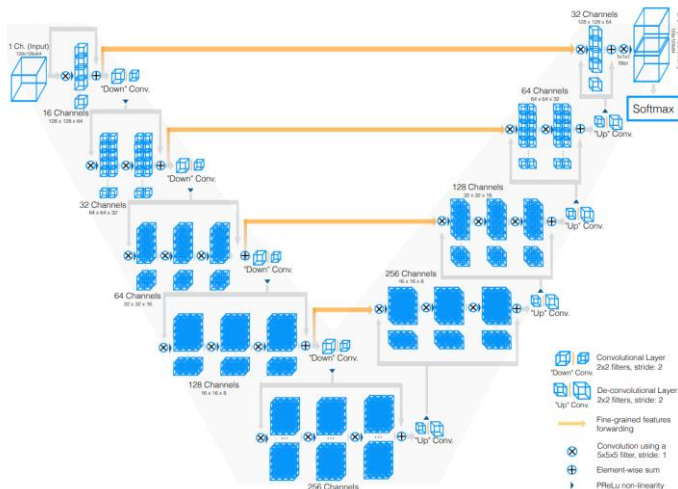 1 Ch. (Input)
128x128x64
"Down" Conv.
16 Channels
128 x 128 x 64
"Down" Conv.
32 Channels
64 x 64 x 32
"Down" Conv.
64 Channels
32 x 32 x 16
"Down" Conv.
128 Channels
16 x 16 x 8
256 Channels
"Up" Conv.
256 Channels
16 x 16 x 8
"Up" Conv.
128 Channels
32 x 32 x 16
"Up" Conv.
64 Channels
64 x 64 x 32
"Up" Conv.
32 Channels
128 x 128 x 64
1x1x1
Softmax
"Down" Conv.
Convolutional Layer
2x2 filters, stride: 2
"Up" Conv.
De-convolutional Layer
2x2 filters, stride: 2
Fine-grained features
forwarding
Convolution using a
5x5x5 filter, stride: 1
Element-wise sum
PReLu non-linearity